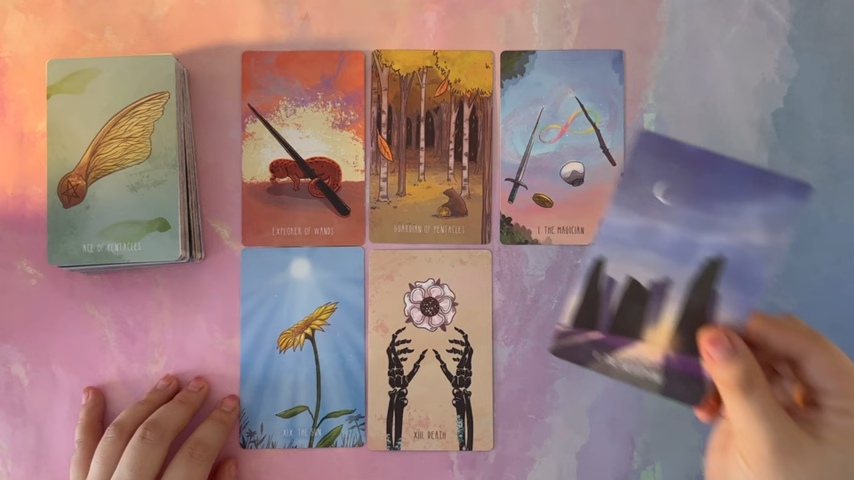 ACE OF PENTACLES
EXPLORER OF WANDS
GUARDIAN OF PENTACLES
I. THE MAGICIAN
XIX. THE SUN
XIII DEATH